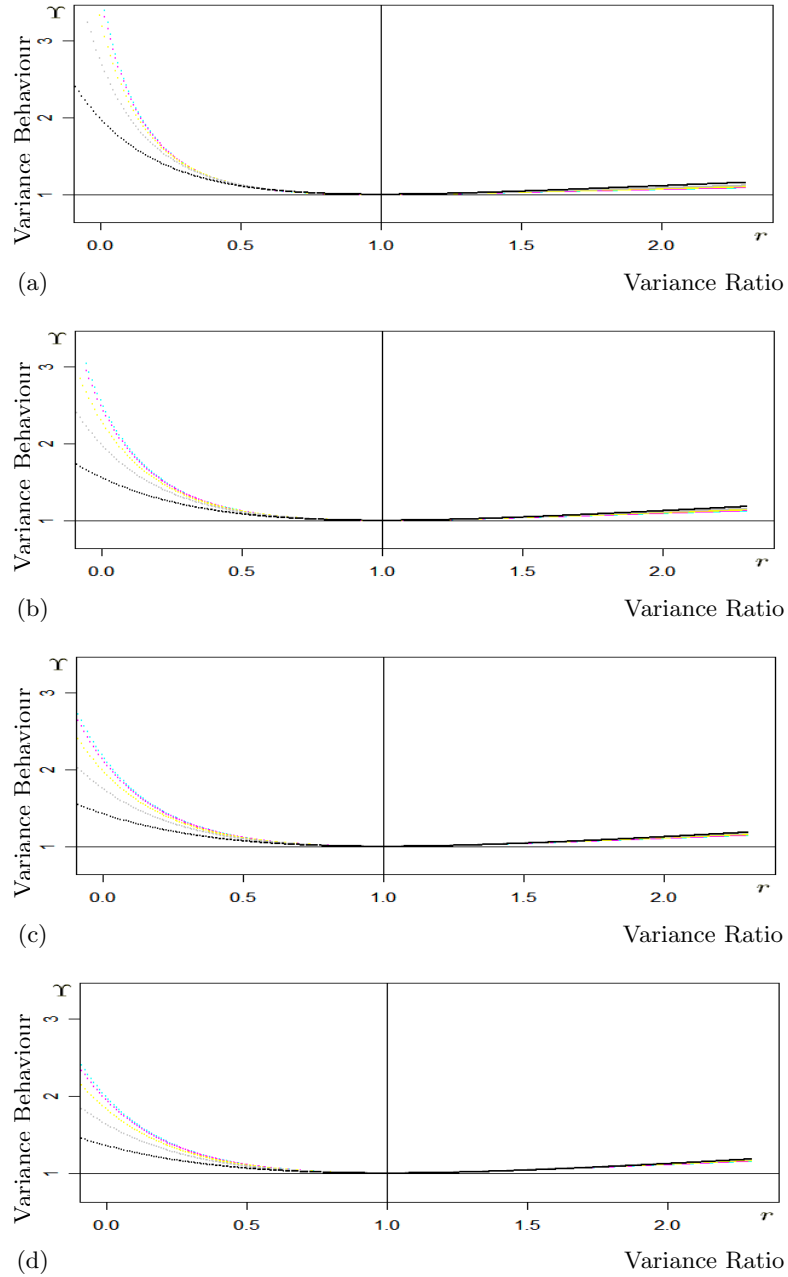 ϒ
Variance Behaviour
3
2
1
0.0 0.5 1.0 1.5 2.0 r
(a) Variance Ratio
ϒ
Variance Behaviour
3
2
1
0.0 0.5 1.0 1.5 2.0 r
(b) Variance Ratio
ϒ
Variance Behaviour
3
2
1
0.0 0.5 1.0 1.5 2.0 r
(c) Variance Ratio
ϒ
Variance Behaviour
3
2
1
0.0 0.5 1.0 1.5 2.0 r
(d) Variance Ratio